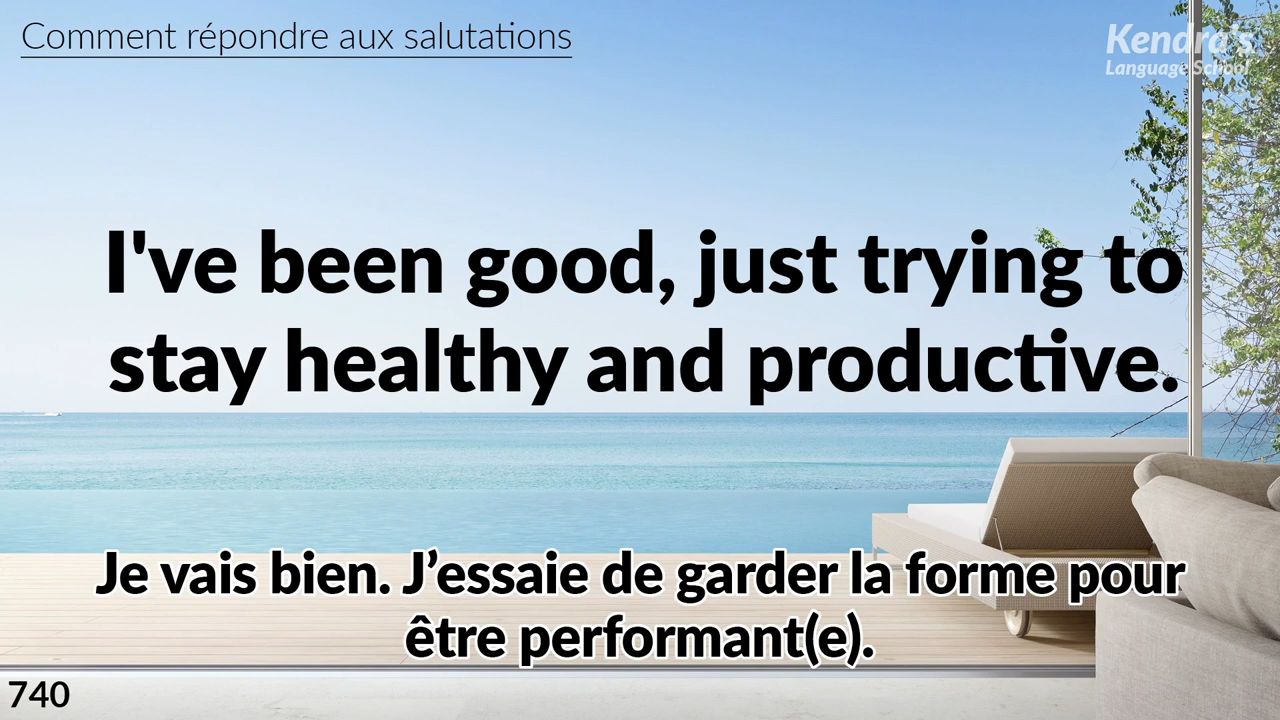 Comment répondre aux salutations
Kendra's
Language School
I've been good, just trying to
stay healthy and productive.
Je vais bien. J’essaie de garder la forme pour
être performant(e).
740